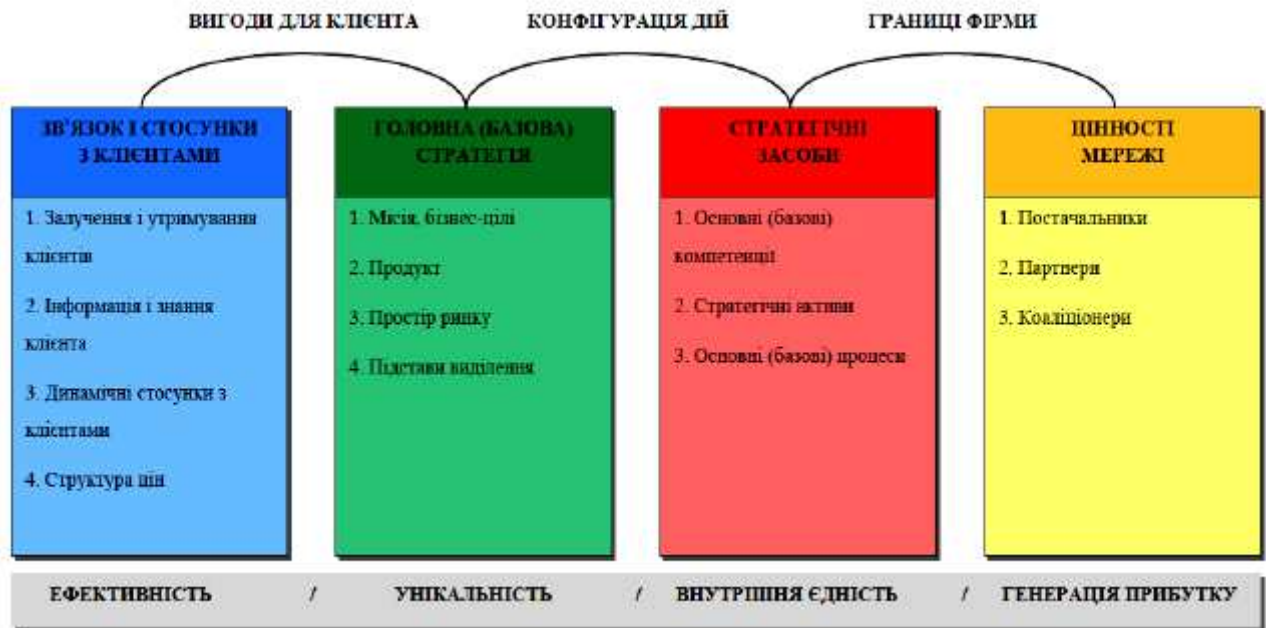 ВИГОДИ ДЛЯ КЛІЄНТА
КОНФІГУРАЦІЯ ДІЙ
ГРАНИЦІ ФІРМИ
ЗВ'ЯЗОК І СТОСУНКИ
З КЛІЄНТАМИ
1. Залучення і утримування
клієнтів
2. Інформація і знання
клієнта
3. Динамічні стосунки з
клієнтами
4. Структура цін
ГОЛОВНА (БАЗОВА)
СТРАТЕГІЯ
1. Місія, бізнес-цілі
2. Продукт
3. Простір ринку
4. Підстави виділення
СТРАТЕГІЧНІ
ЗАСОБИ
1. Основні (базові)
компетенції
2. Стратегічні активи
3. Основні (базові) процеси
ЦІННОСТІ
МЕРЕЖІ
1. Постачальники
2. Партнери
3. Коаліціонери
ЕФЕКТИВНІСТЬ / УНІКАЛЬНІСТЬ / ВНУТРІШНЯ ЄДНІСТЬ / ГЕНЕРАЦІЯ ПРИБУТКУ